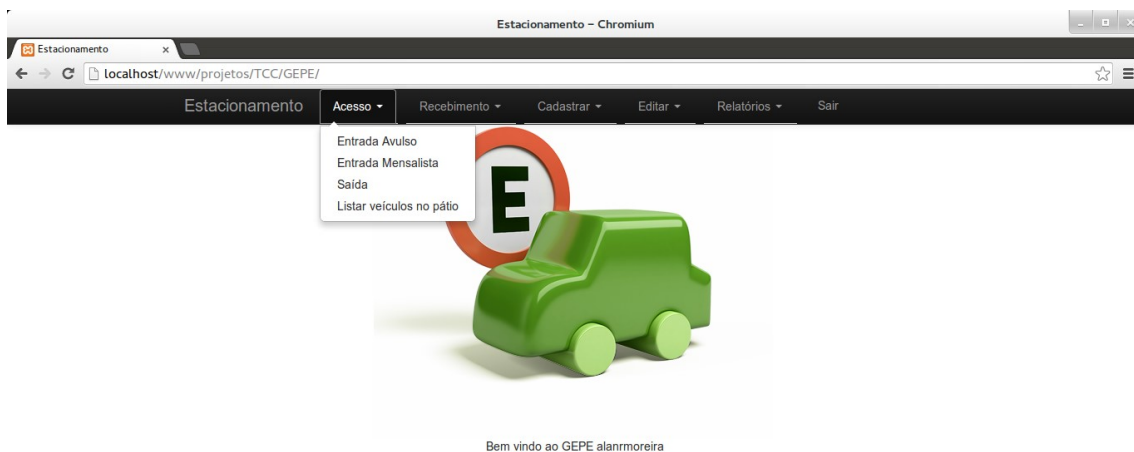 Estacionamento – Chromium
Estacionamento x
localhost/www/projetos/TCC/GEPE/
Estacionamento Acesso Recebimento Cadastrar Editar Relatórios Sair
Entrada Avulso
Entrada Mensalista
Saída
Listar veículos no pátio
E
Bem vindo ao GEPE alanrmoreira